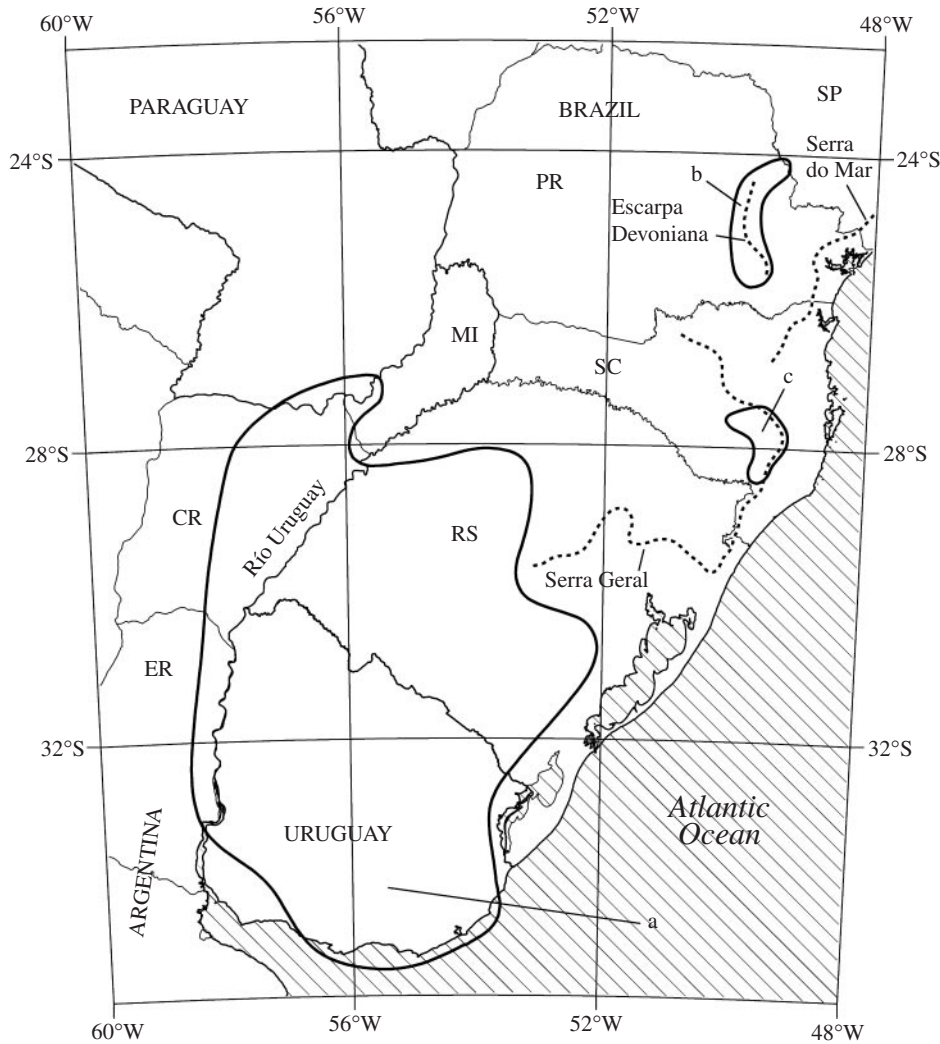 60°W
56°W
52°W
48°W
PARAGUAY
BRAZIL
SP
24°S
24°S
Serra
do Mar
PR
b
Escarpa
Devoniana
MI
SC
c
28°S
28°S
CR
Río Uruguay
RS
Serra Geral
ER
32°S
32°S
Atlantic
Ocean
URUGUAY
ARGENTINA
a
60°W
56°W
52°W
48°W